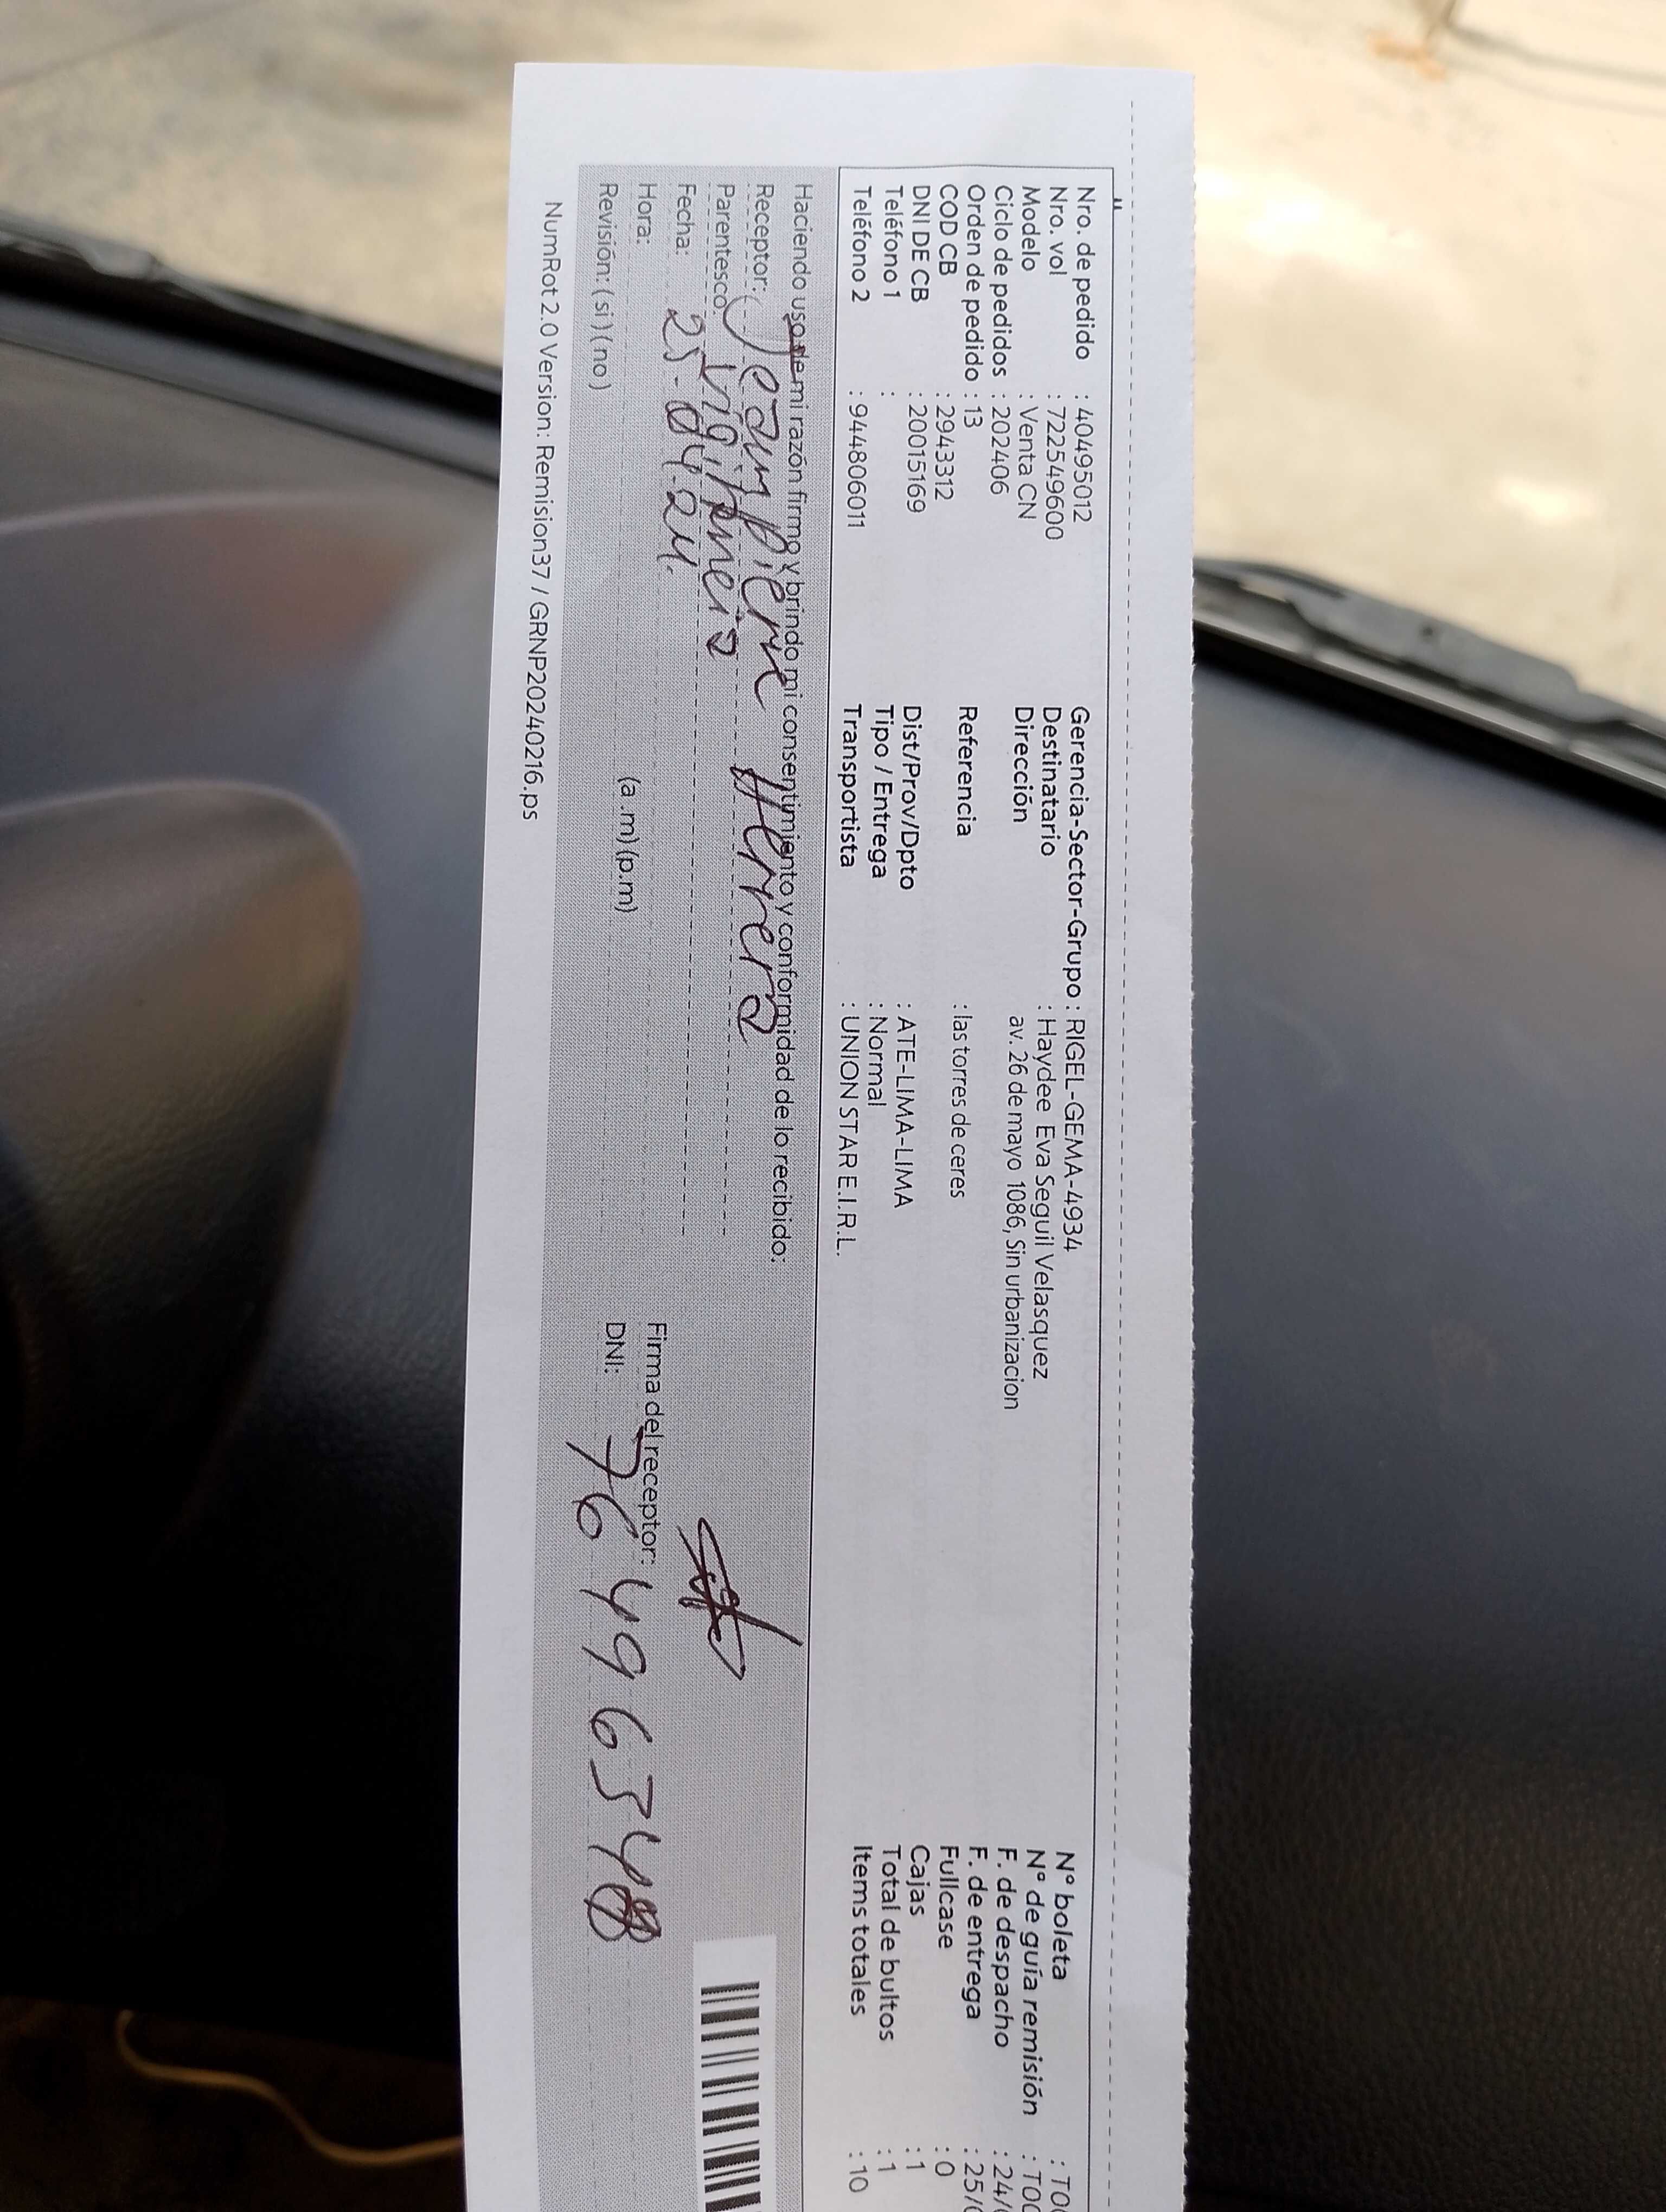 Nro. de pedido : 40495012
Nro. vol : 722549600
Modelo : Venta CN
Ciclo de pedidos : 202406
Orden de pedido : 13
COD CB : 2943312
DNI DE CB : 20015169
Teléfono 1 :
Teléfono 2 : 944806011
Gerencia-Sector-Grupo : RIGEL-GEMA-4934
Destinatario : Haydee Eva Seguil Velasquez
Dirección av. 26 de mayo 1086, Sin urbanizacion
Referencia : las torres de ceres
Dist/Prov/Dpto : ATE-LIMA-LIMA
Tipo / Entrega : Normal
Transportista : UNION STAR E.I.R.L.
N° boleta : T00
N° de guía remisión : T00
F. de despacho : 24/
F. de entrega : 25/
Fullcase : 0
Cajas : 1
Total de bultos : 1
Items totales : 10
Haciendo uso de mi razón firmo y brindo mi consentimiento y conformidad de lo recibido:
Receptor: Jeanpierre Herrera
Parentesco:
Fecha: 25-04-24.
Hora: (a.m)(p.m)
Revisión: (si)(no)
Firma del receptor:
DNI:
NumRot 2.0 Version: Remision37 / GRNP20240216.ps